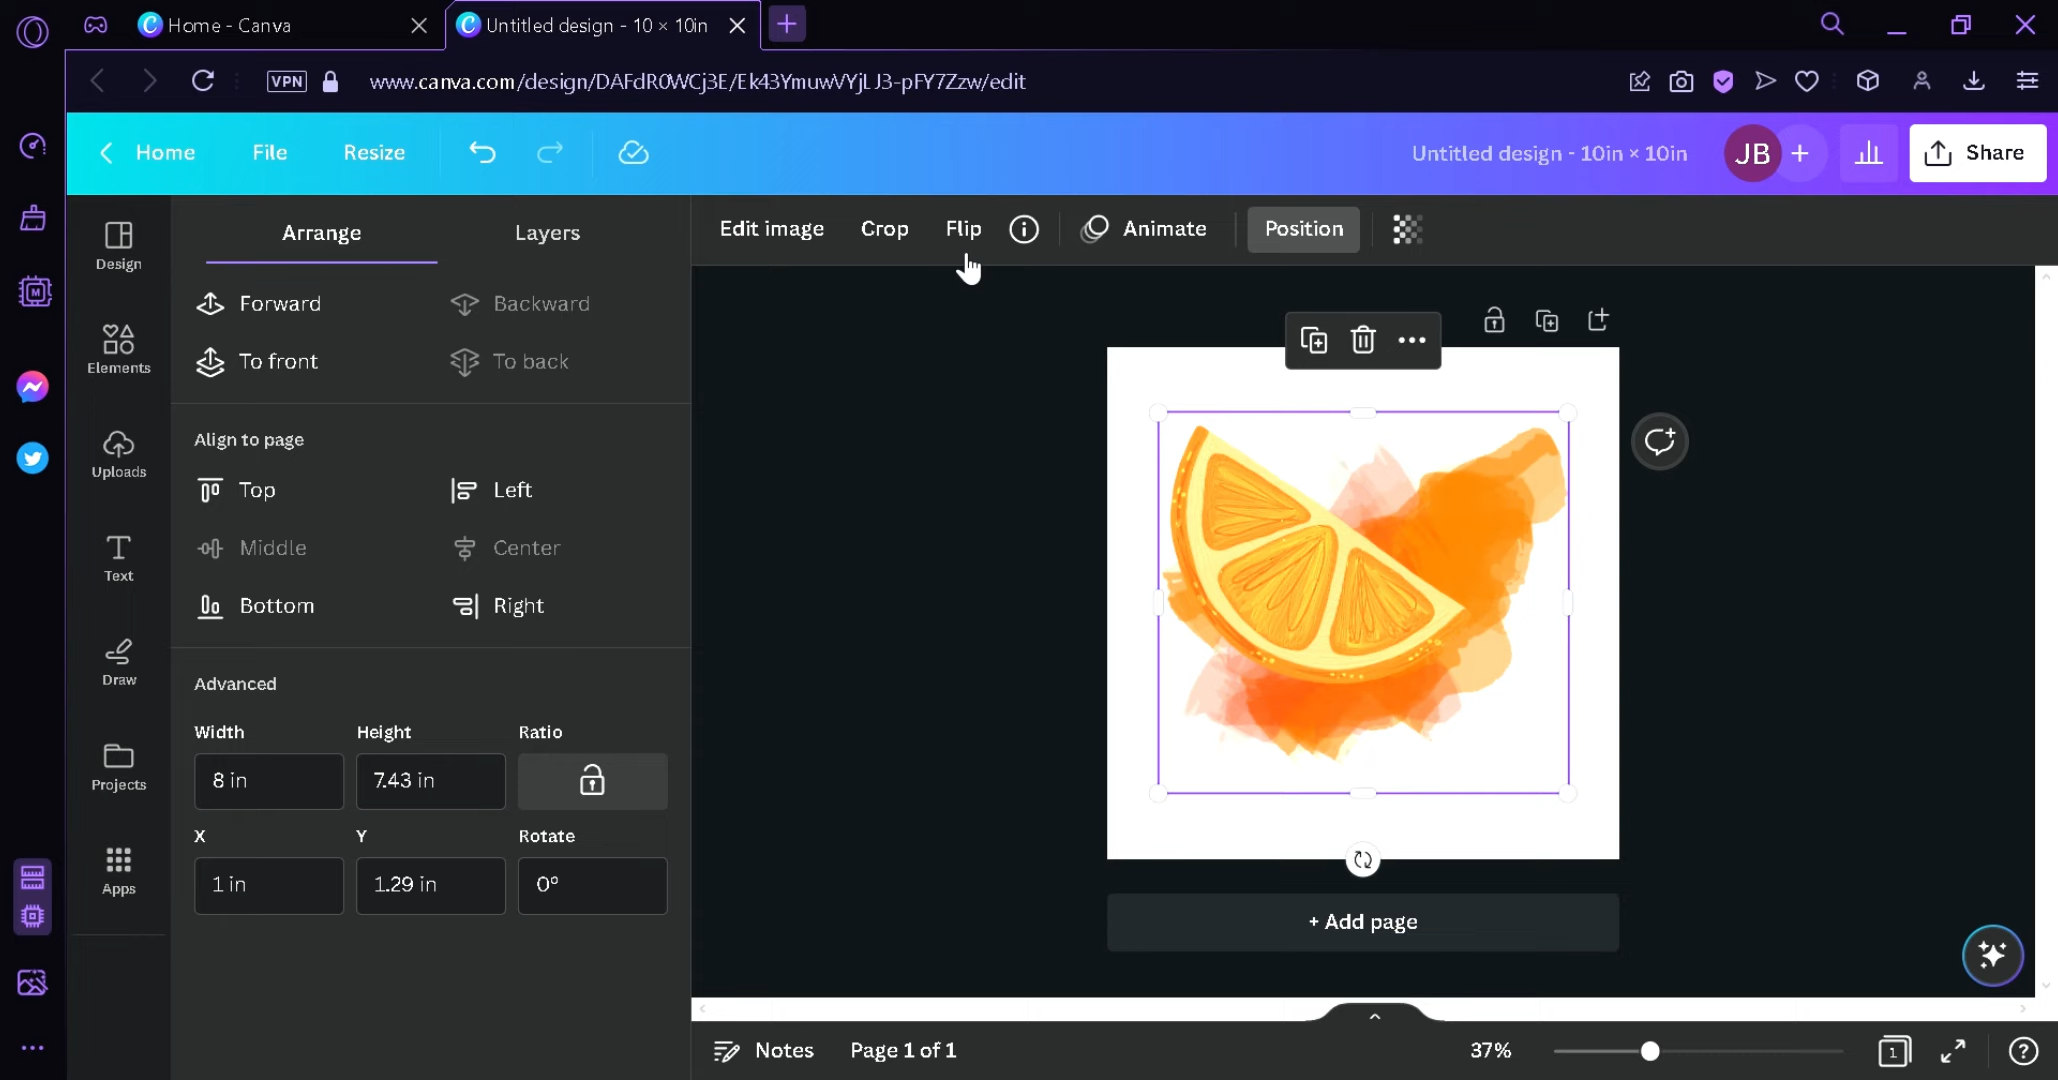 Home - Canva
Untitled design - 10 × 10in
VPN
www.canva.com/design/DAFdR0WCj3E/Ek43YmuwVYjLJ3-pFY7Zzw/edit
Home File Resize
Untitled design - 10in × 10in
JB
Share
Design
Elements
Uploads
Text
Draw
Projects
Apps
Arrange Layers
Forward Backward
To front To back
Align to page
Top Left
Middle Center
Bottom Right
Advanced
Width Height Ratio
8 in 7.43 in
X Y Rotate
1 in 1.29 in 0°
Edit image Crop Flip Animate Position
+ Add page
Notes Page 1 of 1 37% 1